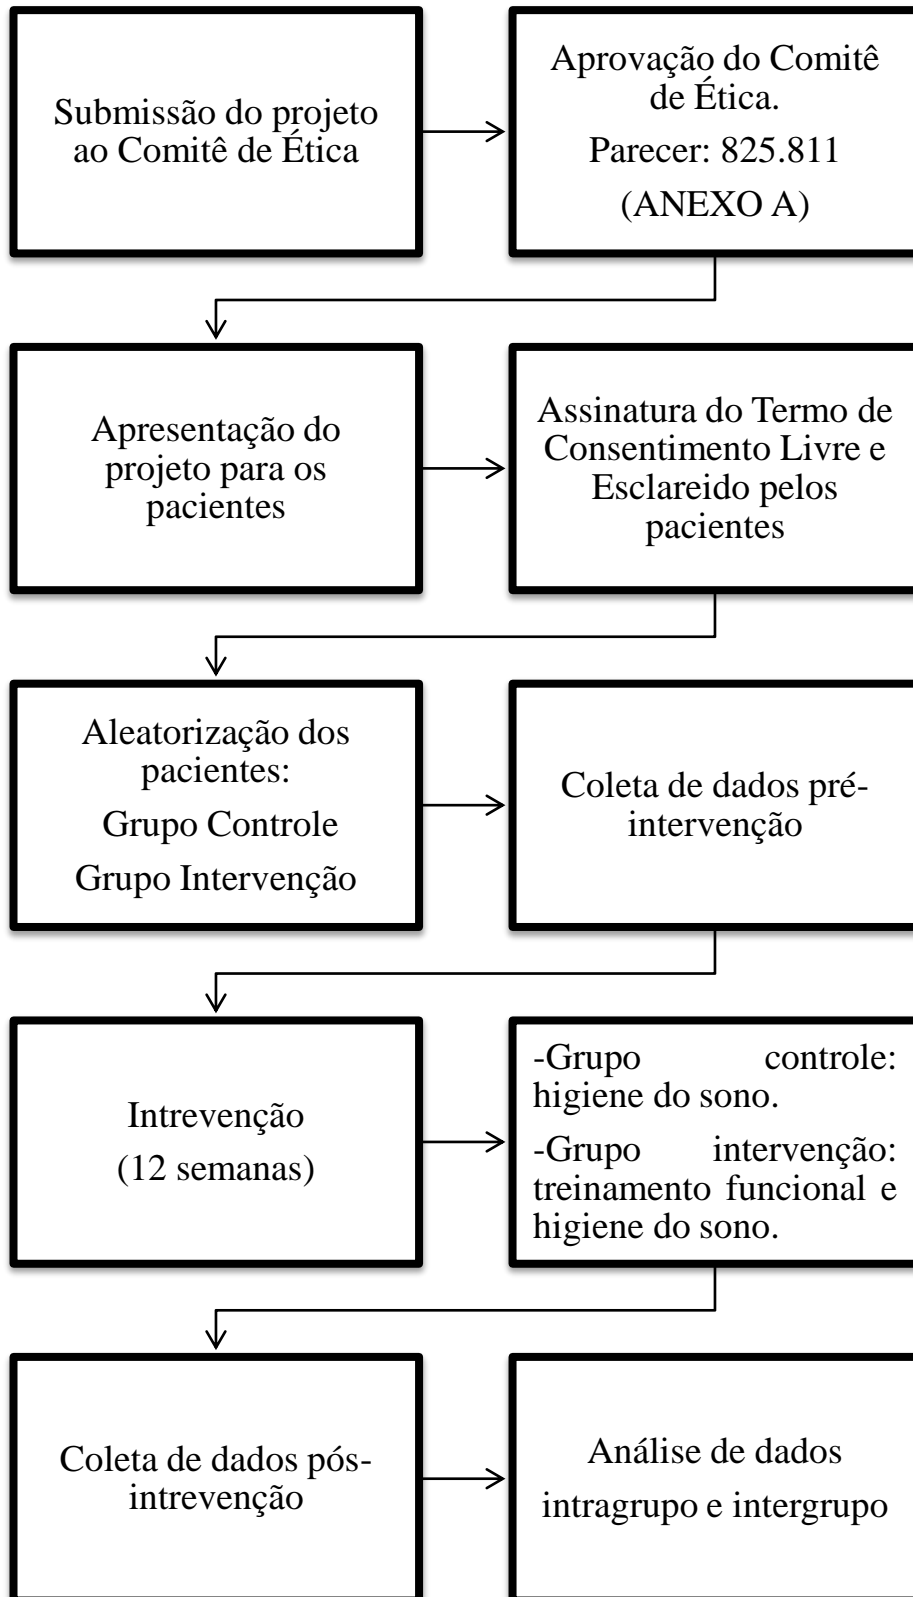 Submissão do projeto
ao Comitê de Ética
Aprovação do Comitê
de Ética.
Parecer: 825.811
(ANEXO A)
Apresentação do
projeto para os
pacientes
Assinatura do Termo de
Consentimento Livre e
Esclareido pelos
pacientes
Aleatorização dos
pacientes:
Grupo Controle
Grupo Intervenção
Coleta de dados pré-
intervenção
Intrevenção
(12 semanas)
-Grupo controle:
higiene do sono.
-Grupo intervenção:
treinamento funcional e
higiene do sono.
Coleta de dados pós-
intrevenção
Análise de dados
intragrupo e intergrupo